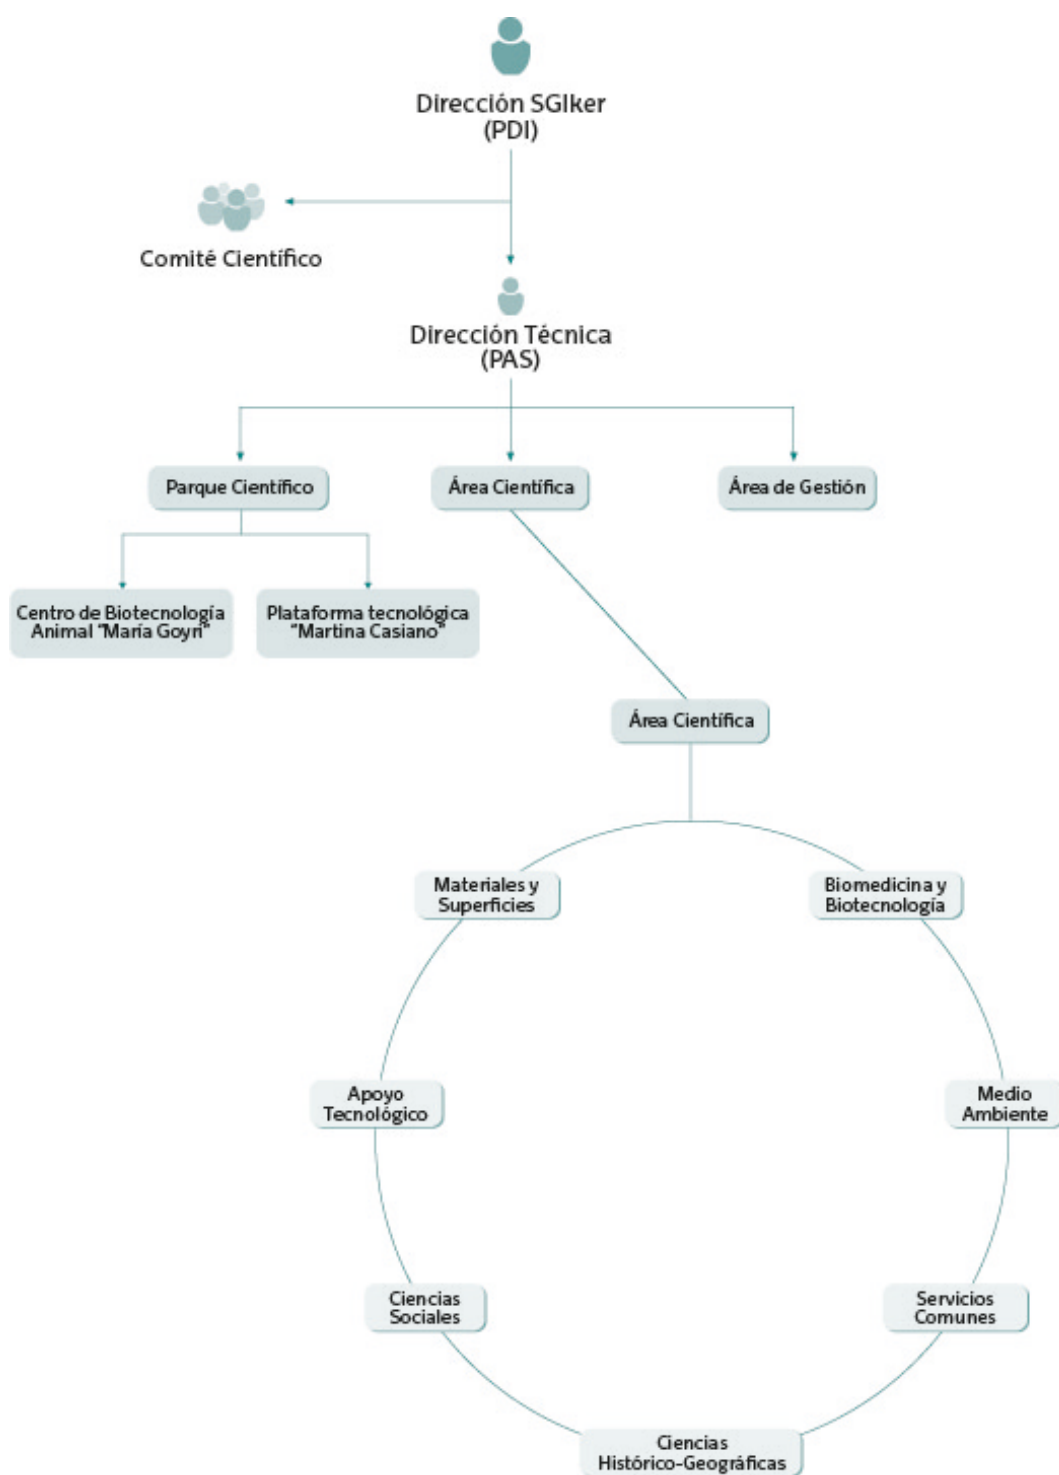 Dirección SGIker
(PDI)
Comité Científico
Dirección Técnica
(PAS)
Parque Científico
Área Científica
Área de Gestión
Centro de Biotecnología
Animal "María Goyri"
Plataforma tecnológica
"Martina Casiano"
Área Científica
Materiales y
Superficies
Biomedicina y
Biotecnología
Apoyo
Tecnológico
Medio
Ambiente
Ciencias
Sociales
Servicios
Comunes
Ciencias
Histórico-Geográficas